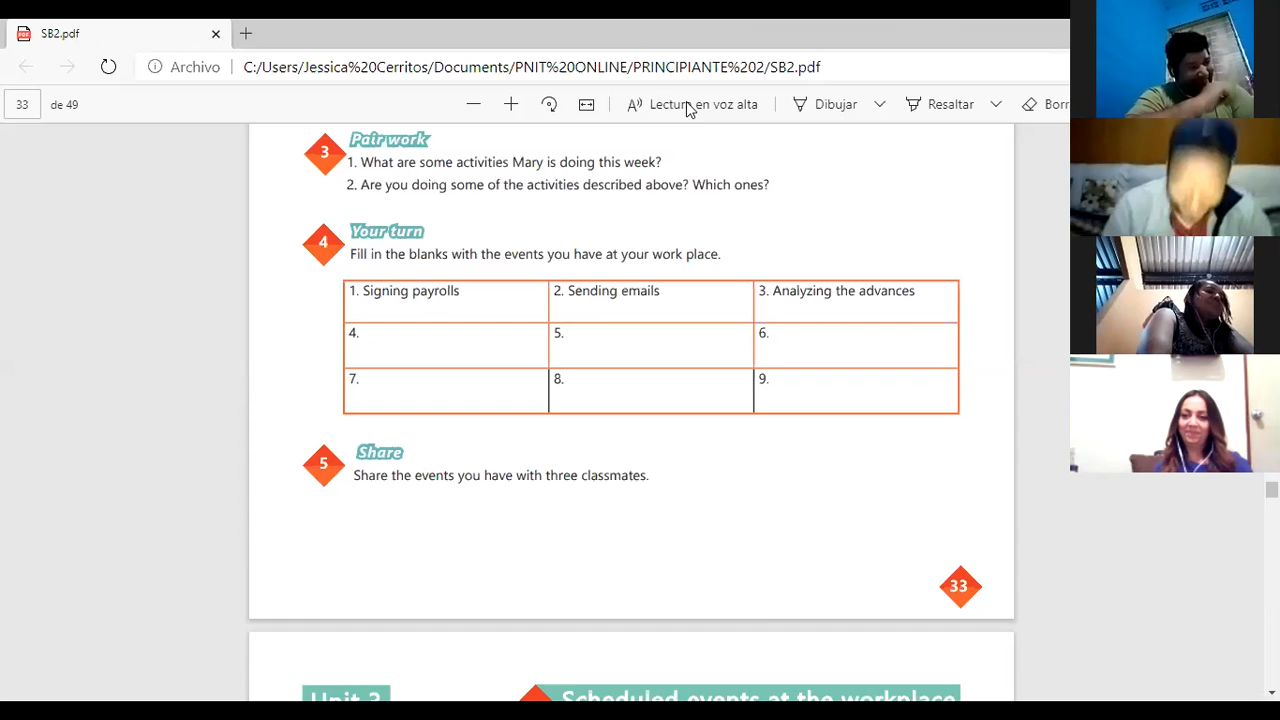 SB2.pdf
Archivo
C:/Users/Jessica%20Cerritos/Documents/PNIT%20ONLINE/PRINCIPIANTE%202/SB2.pdf
33
de 49
Lectura en voz alta
Dibujar
Resaltar
Borr
3
Pair work
1. What are some activities Mary is doing this week?
2. Are you doing some of the activities described above? Which ones?
4
Your turn
Fill in the blanks with the events you have at your work place.
1. Signing payrolls
2. Sending emails
3. Analyzing the advances
4.
5.
6.
7.
8.
9.
5
Share
Share the events you have with three classmates.
33
Unit 3
Scheduled events at the workplace